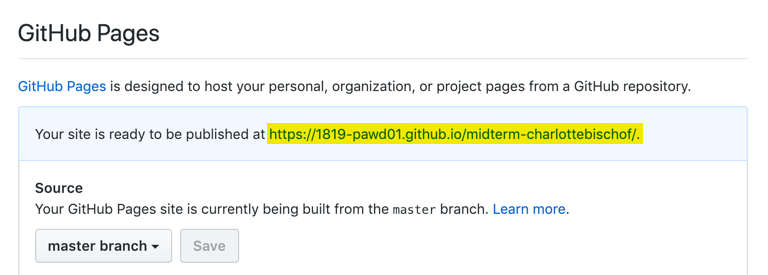 GitHub Pages
GitHub Pages is designed to host your personal, organization, or project pages from a GitHub repository.
Your site is ready to be published at https://1819-pawd01.github.io/midterm-charlottebischof/.
Source
Your GitHub Pages site is currently being built from the master branch. Learn more.
master branch Save